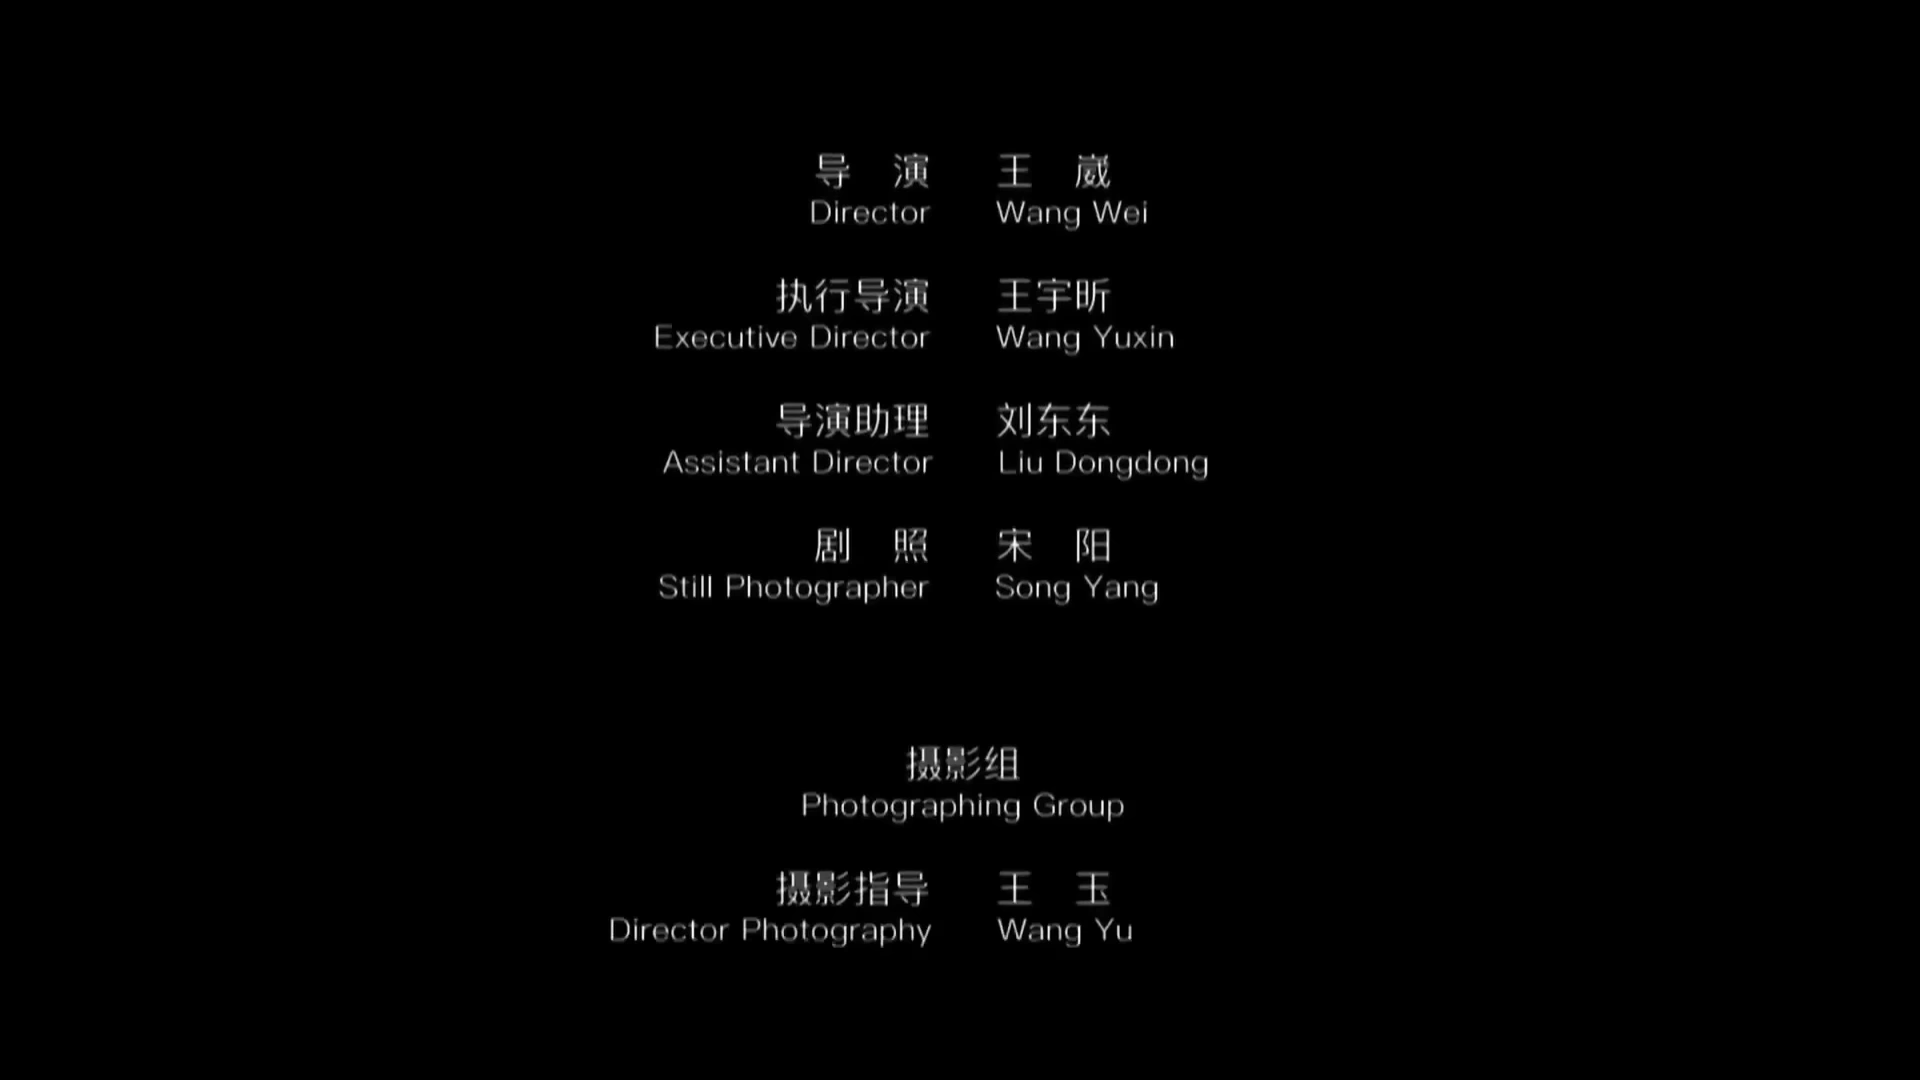 导 演 王 崴
Director Wang Wei
执行导演 王宇昕
Executive Director Wang Yuxin
导演助理 刘东东
Assistant Director Liu Dongdong
剧 照 宋 阳
Still Photographer Song Yang
摄影组
Photographing Group
摄影指导 王 玉
Director Photography Wang Yu